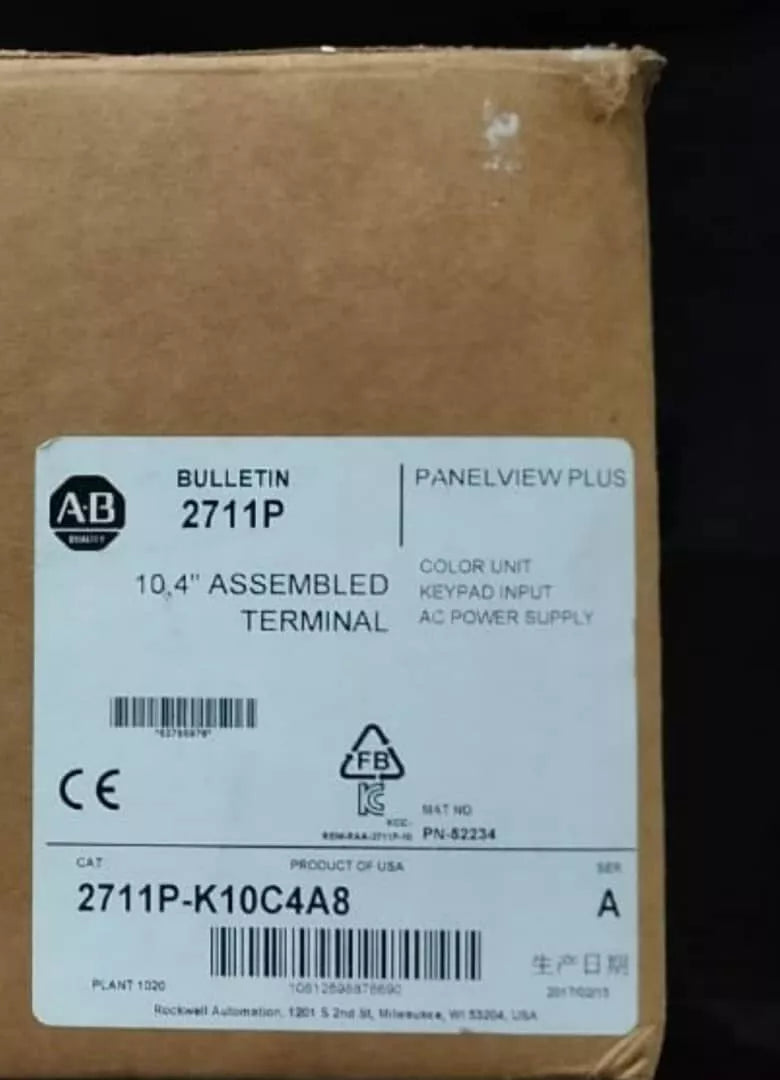 BULLETIN
2711P
PANELVIEW PLUS
A·B
QUALITY
10,4" ASSEMBLED
TERMINAL
COLOR UNIT
KEYPAD INPUT
AC POWER SUPPLY
FB
CE
KCC-
MAT NO
PN-82234
CAT
PRODUCT OF USA
SER
2711P-K10C4A8
A
生产日期
PLANT 1020
Rockwell Automation, 1201 S 2nd St, Milwaukee, WI 53204, USA